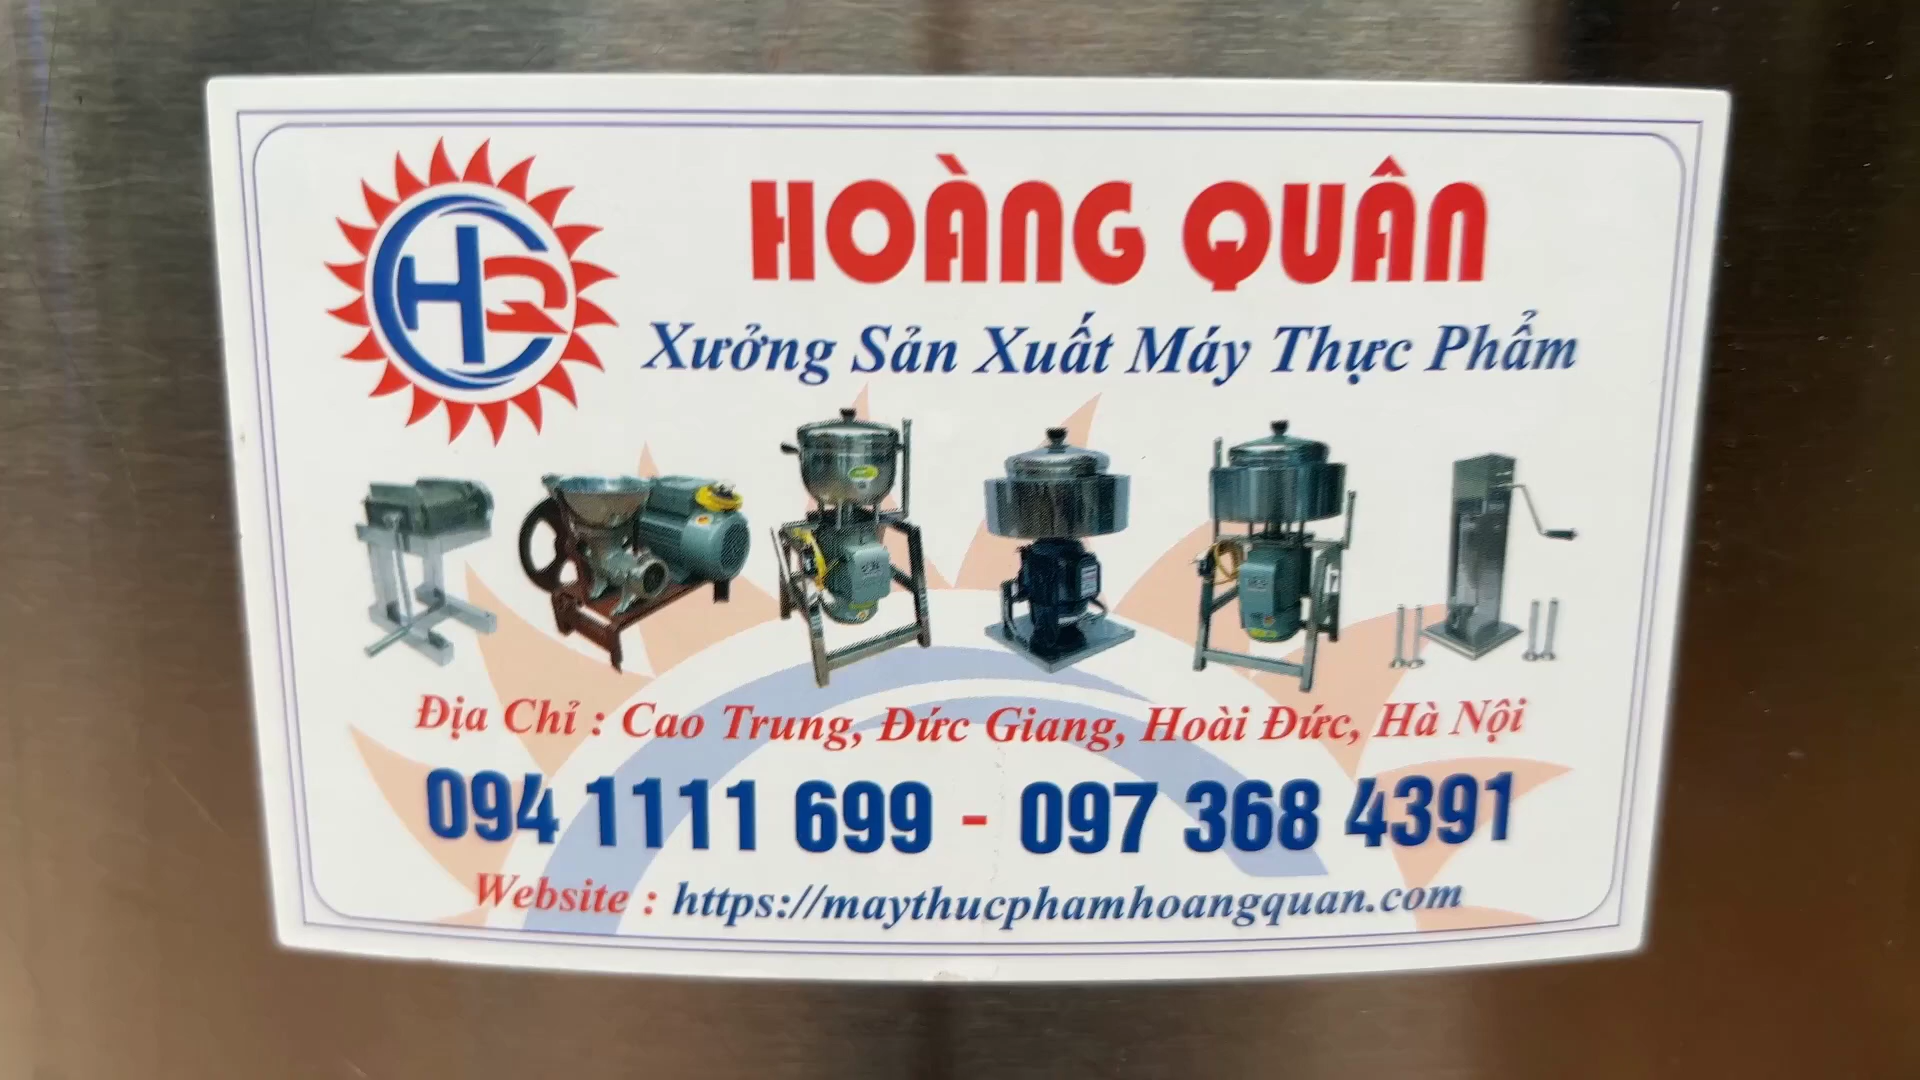 HQ
HOÀNG QUÂN
Xưởng Sản Xuất Máy Thực Phẩm
Địa Chỉ : Cao Trung, Đức Giang, Hoài Đức, Hà Nội
094 1111 699 - 097 368 4391
Website : https://maythucphamhoangquan.com